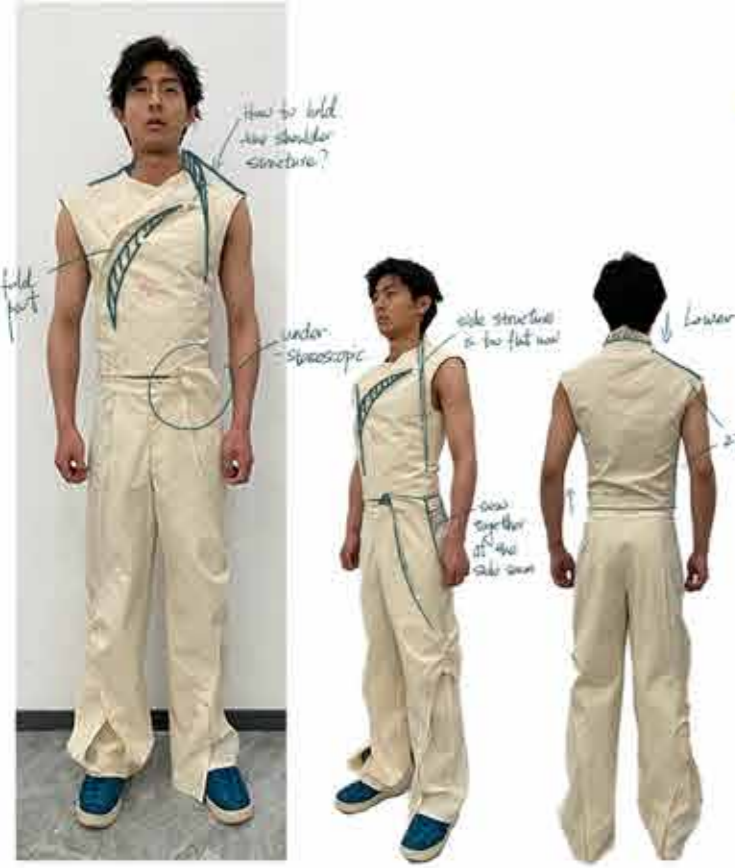 How to hold
the shoulder
structure?
fold
part
under
-stereoscopic
side structure
is too flat now
Lower
sew
together
at the
side seam